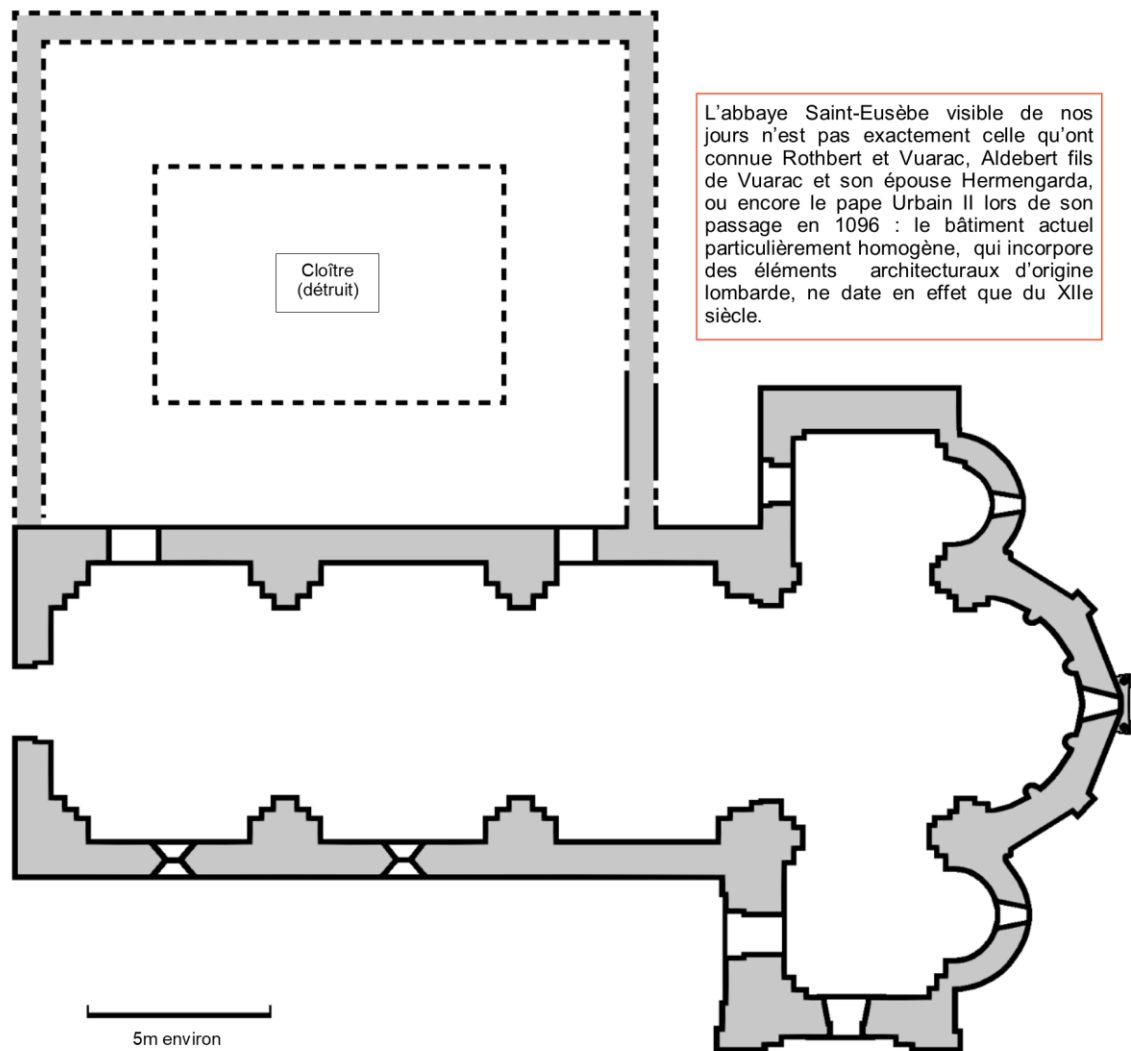 L'abbaye Saint-Eusèbe visible de nos
jours n'est pas exactement celle qu'ont
connue Rothbert et Vuarac, Aldebert fils
de Vuarac et son épouse Hermengarda,
ou encore le pape Urbain II lors de son
passage en 1096 : le bâtiment actuel
particulièrement homogène, qui incorpore
des éléments architecturaux d'origine
lombarde, ne date en effet que du XIIe
siècle.
Cloître
(détruit)
5m environ